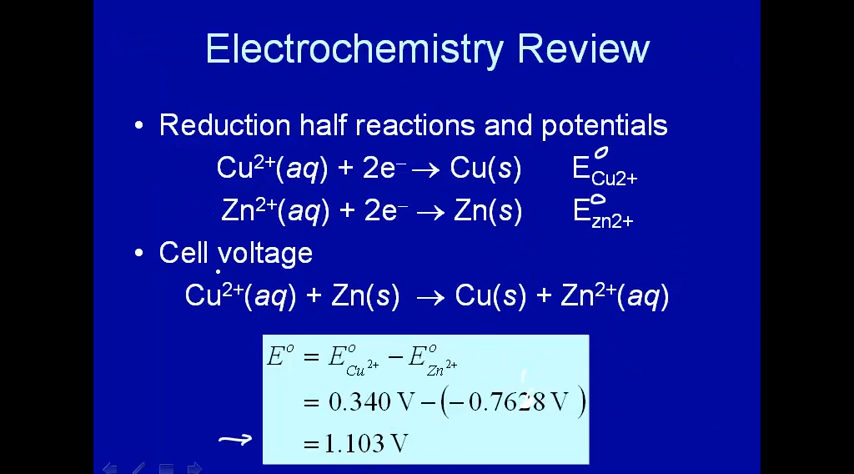 Electrochemistry Review
• Reduction half reactions and potentials
Cu²⁺(aq) + 2e⁻ → Cu(s) E°Cu2+
Zn²⁺(aq) + 2e⁻ → Zn(s) E°zn2+
• Cell voltage
Cu²⁺(aq) + Zn(s) → Cu(s) + Zn²⁺(aq)
E° = E°Cu²⁺ − E°Zn²⁺
= 0.340 V − (− 0.7628 V )
→ = 1.103 V